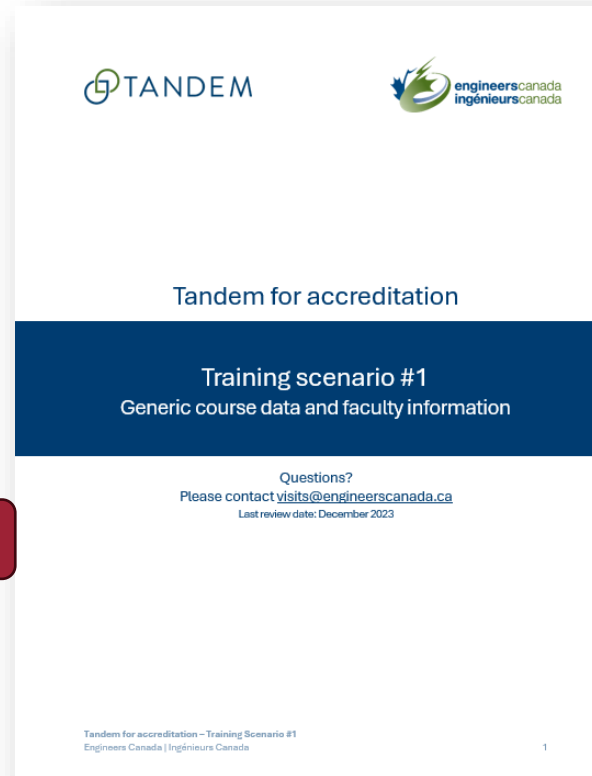 TANDEM
engineerscanada
ingénieurscanada
Tandem for accreditation
Training scenario #1
Generic course data and faculty information
Questions?
Please contact visits@engineerscanada.ca
Last review date: December 2023
Tandem for accreditation – Training Scenario #1
Engineers Canada | Ingénieurs Canada
1